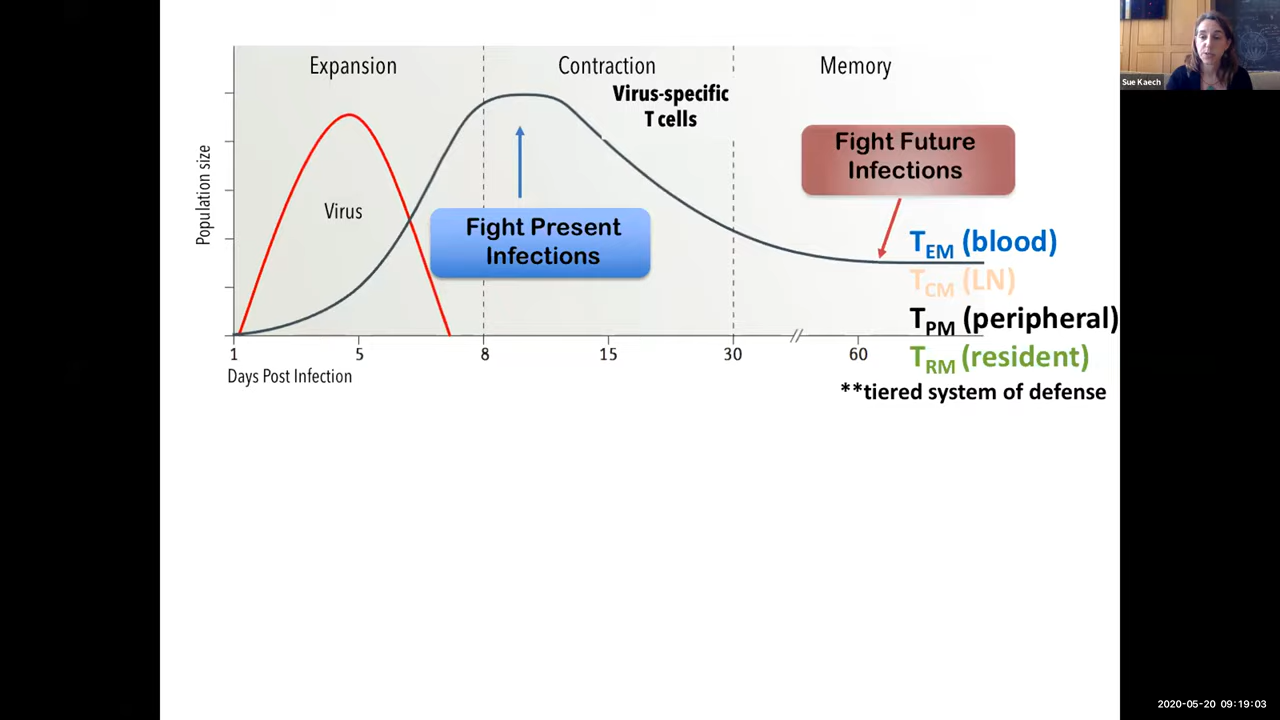 Expansion
Contraction
Memory
Virus-specific
T cells
Fight Future
Infections
Population size
Virus
Fight Present
Infections
TEM (blood)
TCM (LN)
TPM (peripheral)
TRM (resident)
1
5
8
15
30
60
Days Post Infection
**tiered system of defense
Sue Kaech
2020-05-20 09:19:03